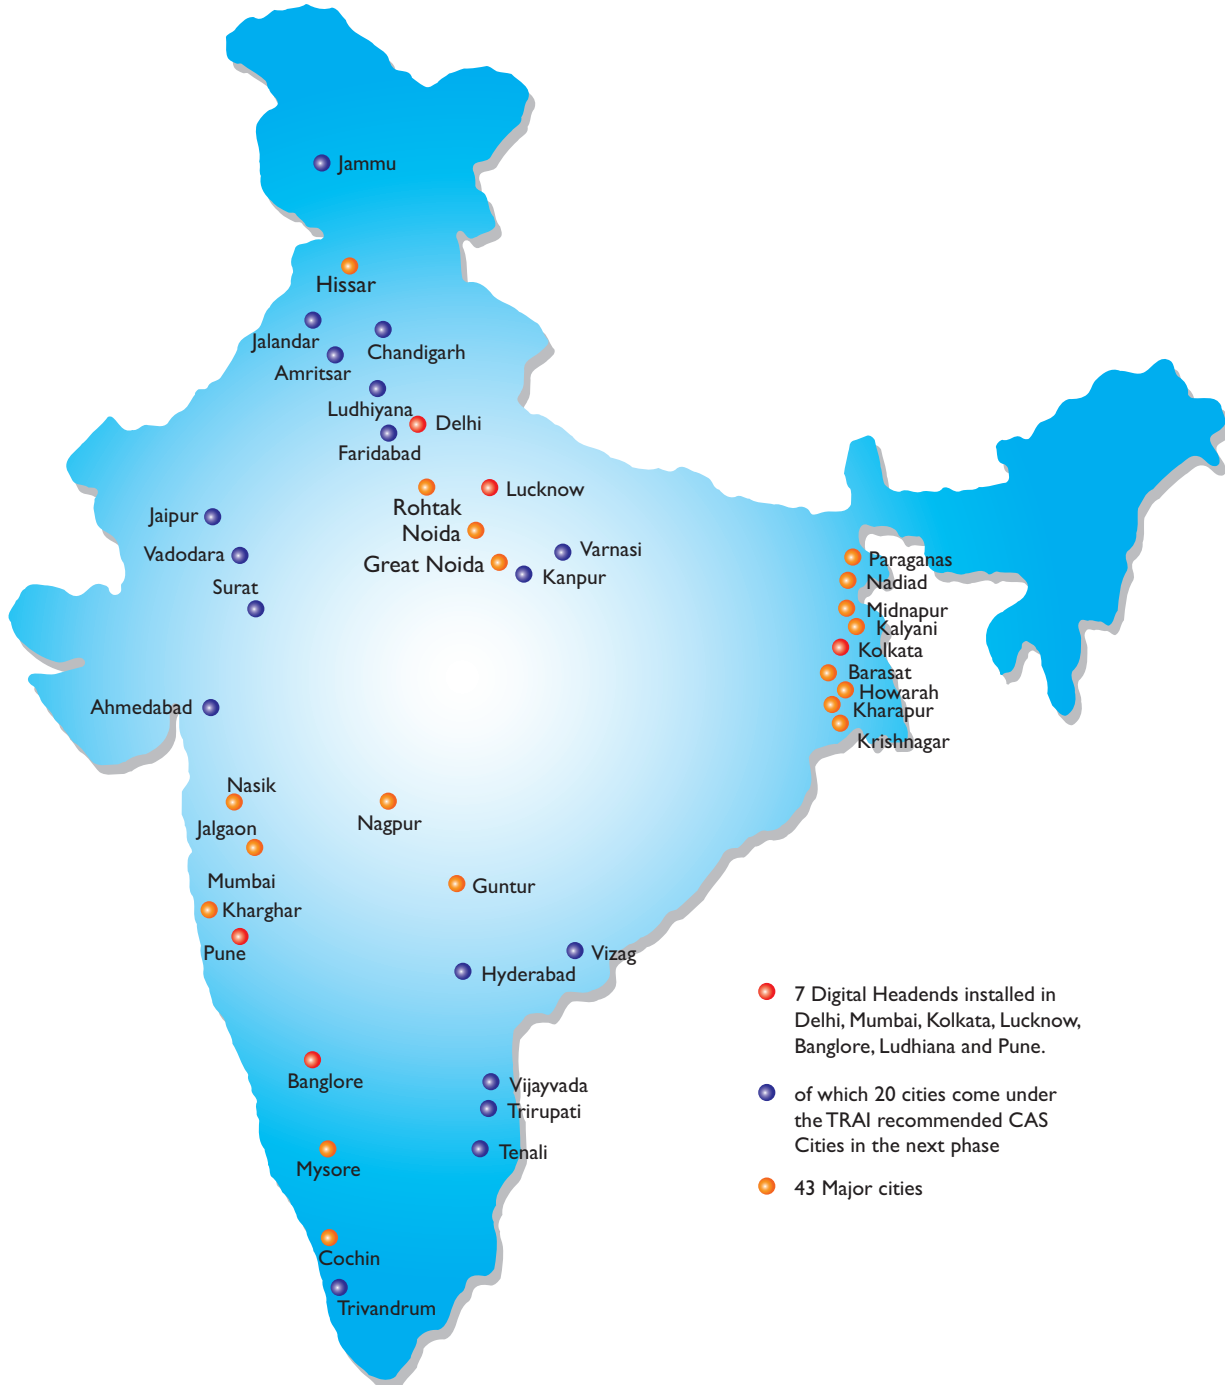 Jammu
Hissar
Jalandar
Chandigarh
Amritsar
Ludhiyana
Delhi
Faridabad
Lucknow
Rohtak
Jaipur
Noida
Vadodara
Varnasi
Great Noida
Kanpur
Surat
Paraganas
Nadiad
Midnapur
Kalyani
Kolkata
Barasat
Howarah
Kharapur
Krishnagar
Ahmedabad
Nasik
Jalgaon
Nagpur
Mumbai
Guntur
Kharghar
Pune
Vizag
Hyderabad
Banglore
Vijayvada
Trirupati
Tenali
Mysore
Cochin
Trivandrum
7 Digital Headends installed in
Delhi, Mumbai, Kolkata, Lucknow,
Banglore, Ludhiana and Pune.
of which 20 cities come under
the TRAI recommended CAS
Cities in the next phase
43 Major cities